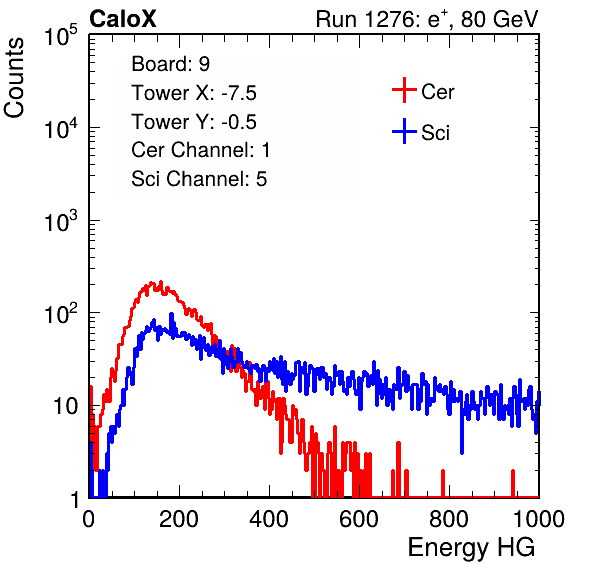 CaloX Run 1276: e⁺, 80 GeV
Counts
10⁵
10⁴
10³
10²
10
1
Board: 9
Tower X: -7.5
Tower Y: -0.5
Cer Channel: 1
Sci Channel: 5
Cer
Sci
0 200 400 600 800 1000
Energy HG